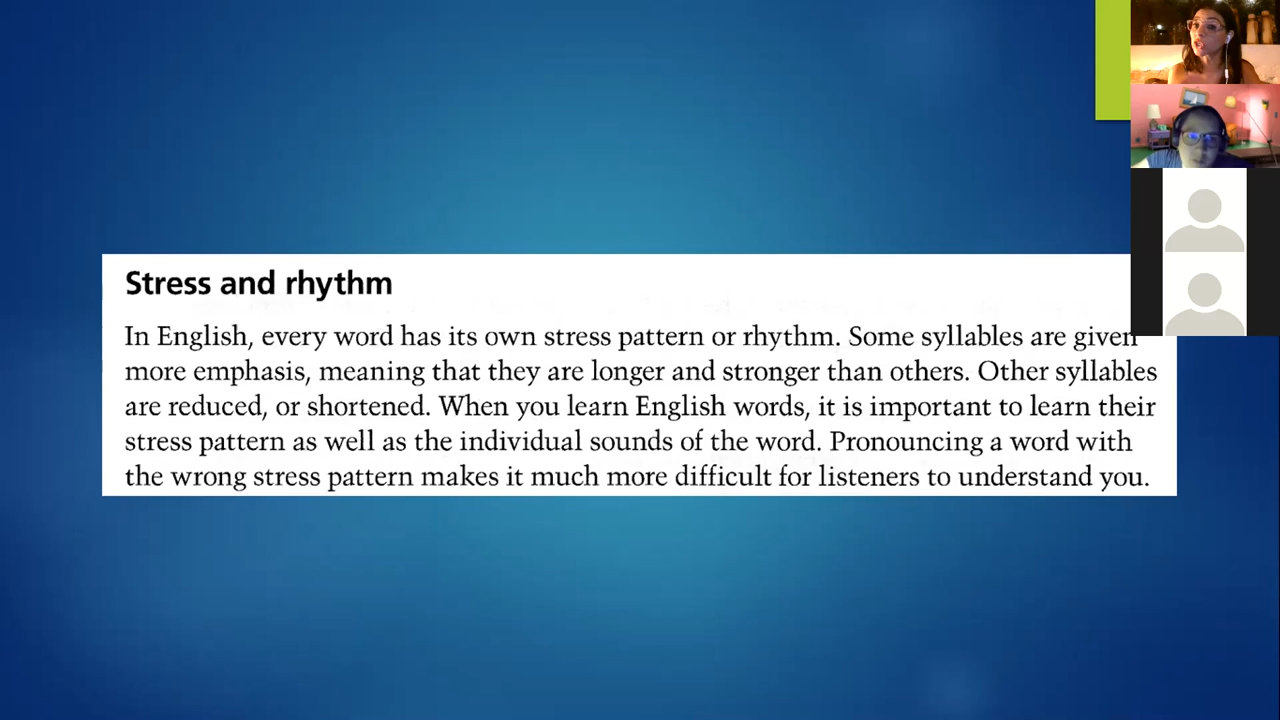 Stress and rhythm
In English, every word has its own stress pattern or rhythm. Some syllables are given
more emphasis, meaning that they are longer and stronger than others. Other syllables
are reduced, or shortened. When you learn English words, it is important to learn their
stress pattern as well as the individual sounds of the word. Pronouncing a word with
the wrong stress pattern makes it much more difficult for listeners to understand you.